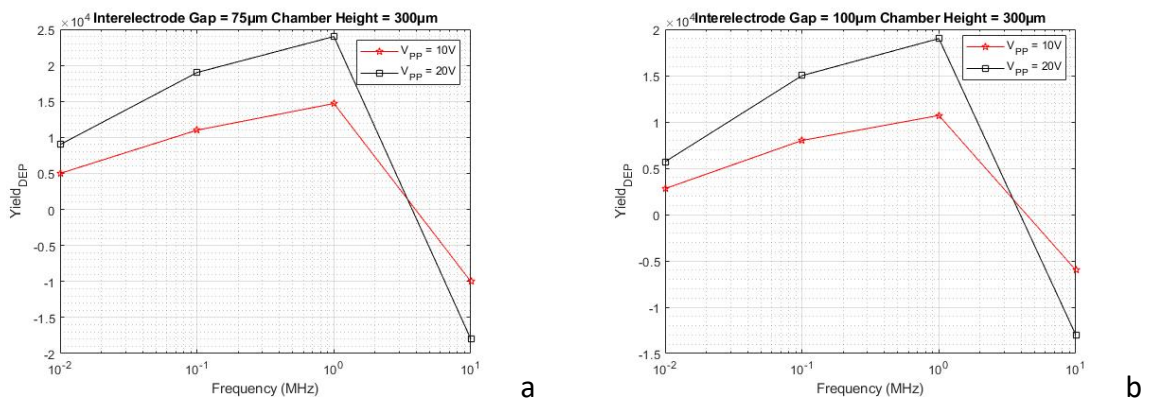 ×10⁴ Interelectrode Gap = 75µm Chamber Height = 300µm
2.5
2
1.5
1
0.5
0
-0.5
-1
-1.5
-2
Yield_DEP
V_PP = 10V
V_PP = 20V
10⁻² 10⁻¹ 10⁰ 10¹
Frequency (MHz)
a
×10⁴ Interelectrode Gap = 100µm Chamber Height = 300µm
2
1.5
1
0.5
0
-0.5
-1
-1.5
Yield_DEP
V_PP = 10V
V_PP = 20V
10⁻² 10⁻¹ 10⁰ 10¹
Frequency (MHz)
b